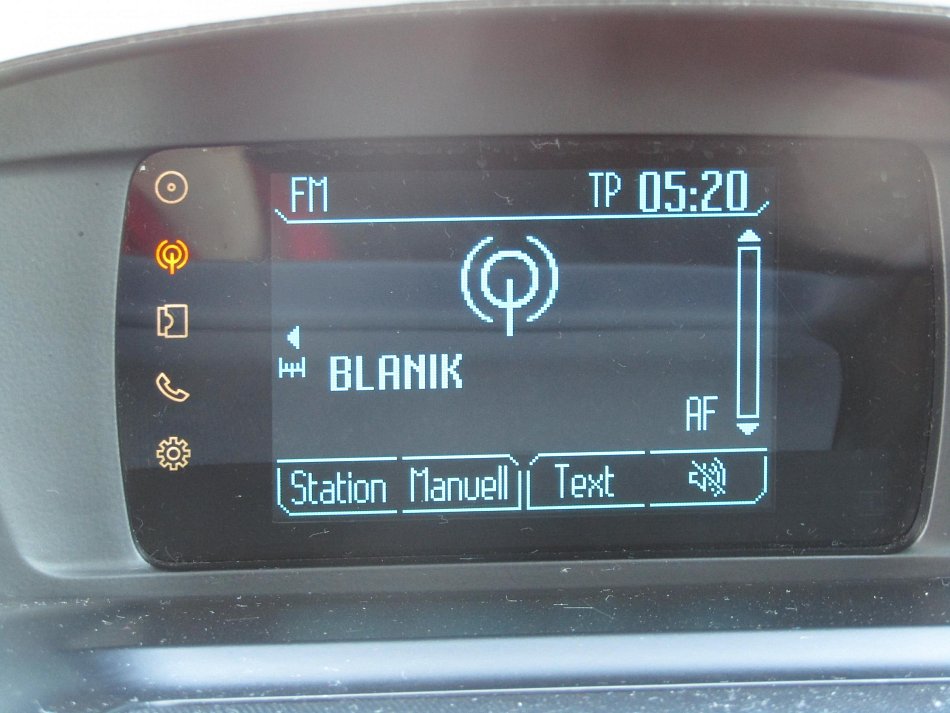 FM TP 05:20
BLANIK
AF
Station Manuell Text